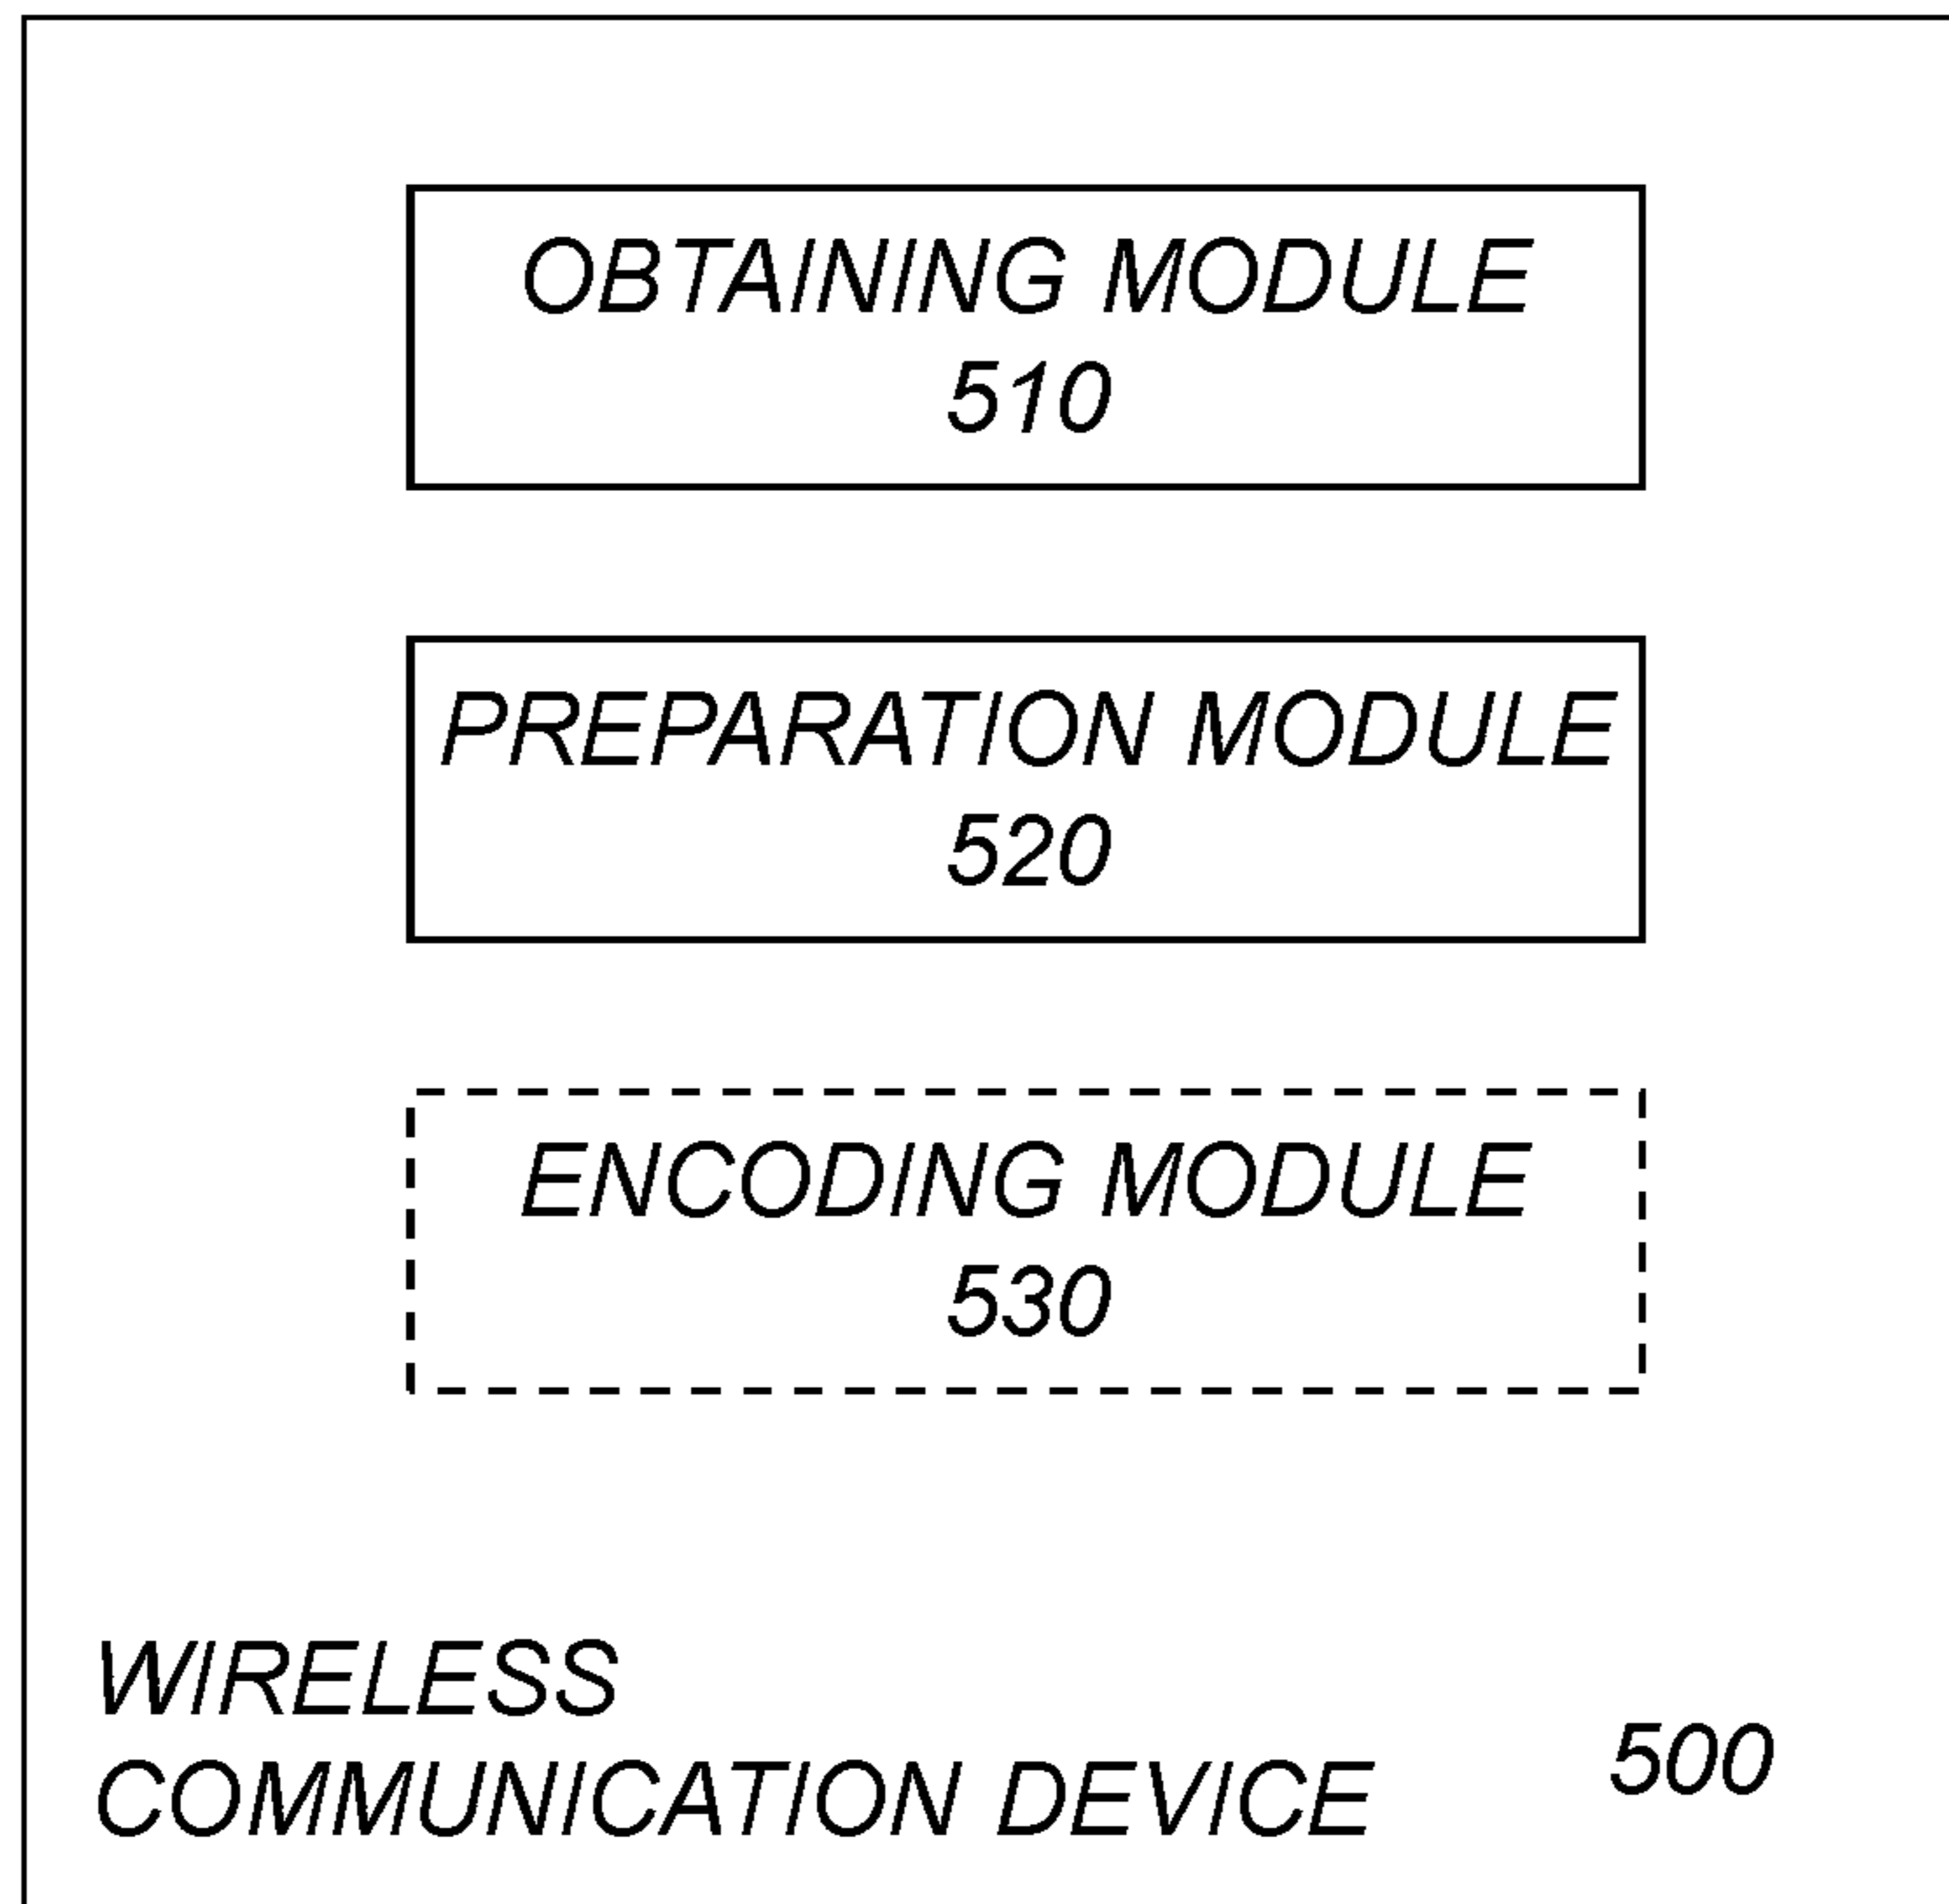 OBTAINING MODULE
510
PREPARATION MODULE
520
ENCODING MODULE
530
WIRELESS
COMMUNICATION DEVICE
500